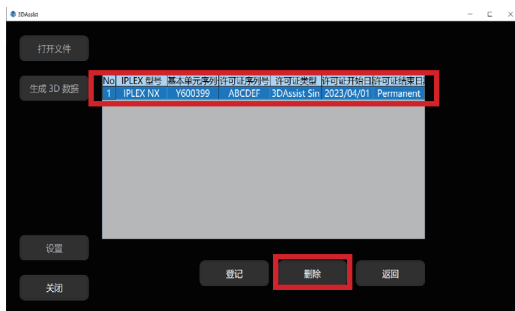 3DAssist
打开文件
生成 3D 数据
No IPLEX 型号 基本单元序列 许可证序列号 许可证类型 许可证开始日 许可证结束日
1 IPLEX NX Y600399 ABCDEF 3DAssist Sin 2023/04/01 Permanent
设置
登记 删除 返回
关闭